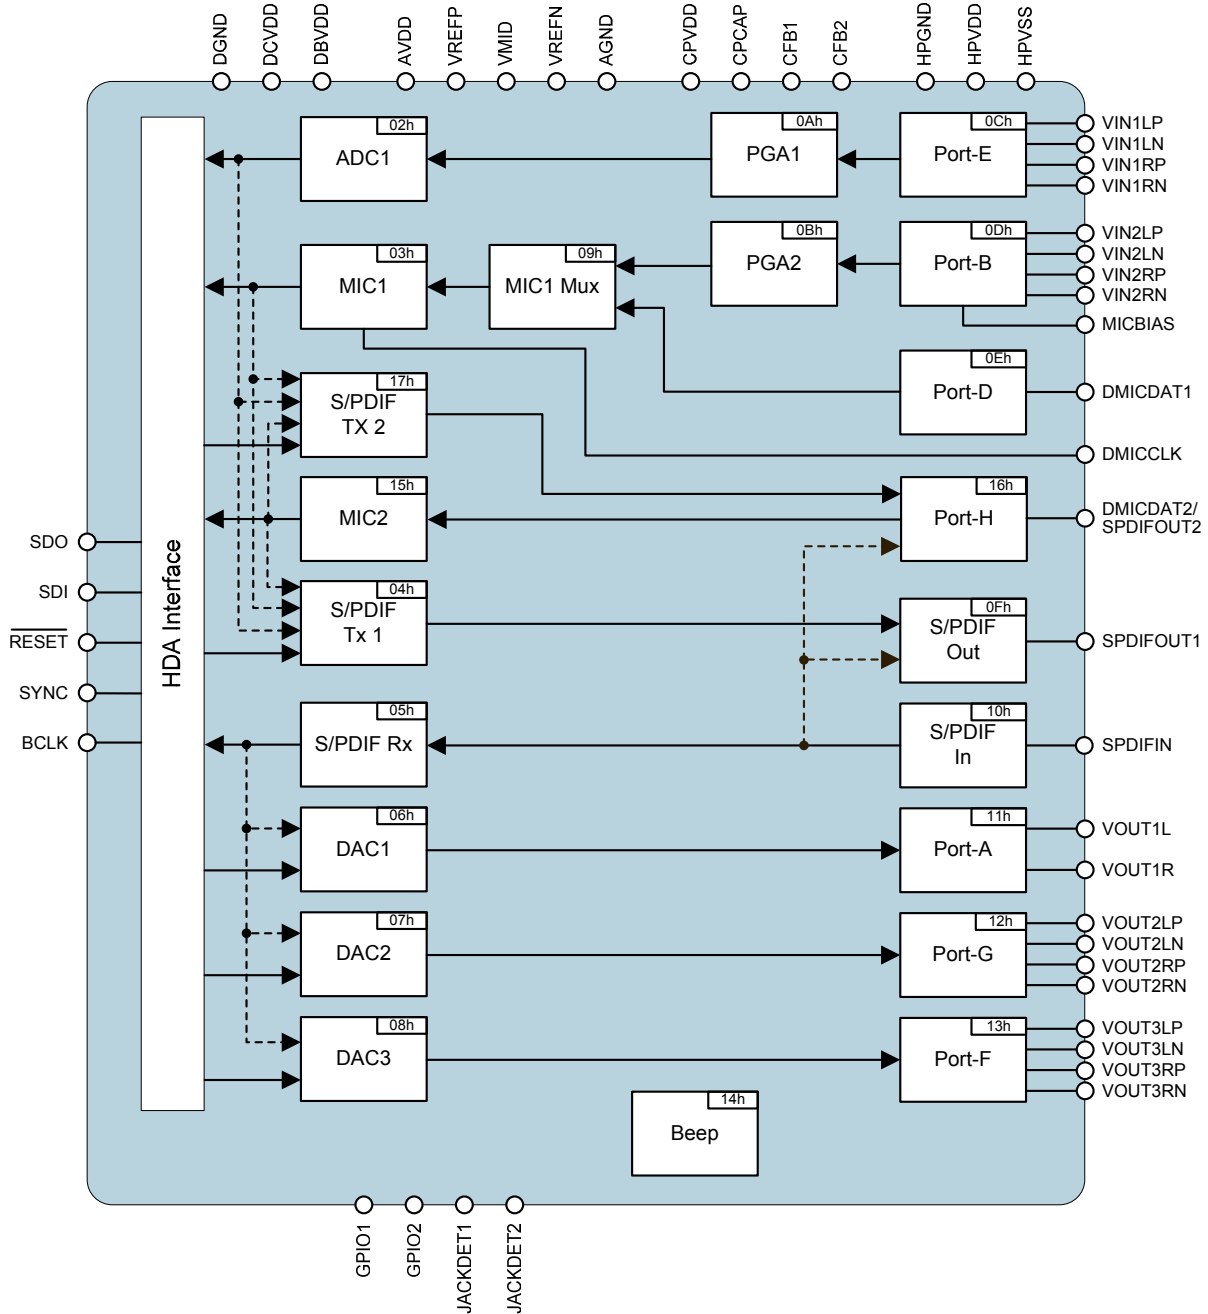 DGND
DCVDD
DBVDD
AVDD
VREFP
VMID
VREFN
AGND
CPVDD
CPCAP
CFB1
CFB2
HPGND
HPVDD
HPVSS
02h
ADC1
0Ah
PGA1
0Ch
Port-E
VIN1LP
VIN1LN
VIN1RP
VIN1RN
03h
MIC1
09h
MIC1 Mux
0Bh
PGA2
0Dh
Port-B
VIN2LP
VIN2LN
VIN2RP
VIN2RN
MICBIAS
0Eh
Port-D
DMICDAT1
17h
S/PDIF
TX 2
DMICCLK
15h
MIC2
16h
Port-H
DMICDAT2/
SPDIFOUT2
SDO
SDI
RESET
SYNC
BCLK
HDA Interface
04h
S/PDIF
Tx 1
0Fh
S/PDIF
Out
SPDIFOUT1
05h
S/PDIF Rx
10h
S/PDIF
In
SPDIFIN
06h
DAC1
11h
Port-A
VOUT1L
VOUT1R
07h
DAC2
12h
Port-G
VOUT2LP
VOUT2LN
VOUT2RP
VOUT2RN
08h
DAC3
13h
Port-F
VOUT3LP
VOUT3LN
VOUT3RP
VOUT3RN
14h
Beep
GPIO1
GPIO2
JACKDET1
JACKDET2